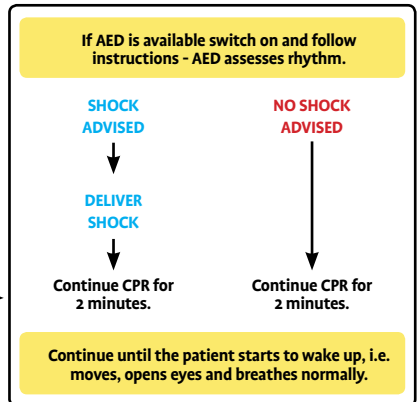 If AED is available switch on and follow
instructions - AED assesses rhythm.
SHOCK
ADVISED
DELIVER
SHOCK
Continue CPR for
2 minutes.
NO SHOCK
ADVISED
Continue CPR for
2 minutes.
Continue until the patient starts to wake up, i.e.
moves, opens eyes and breathes normally.